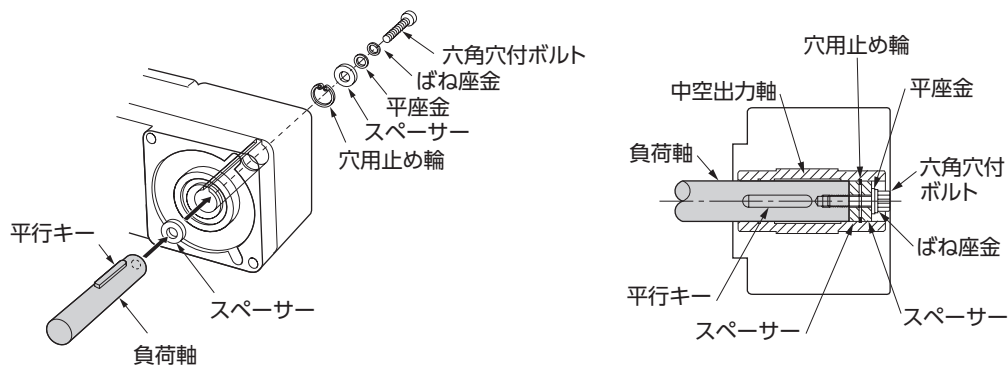 六角穴付ボルト
ばね座金
平座金
スペーサー
穴用止め輪
平行キー
スペーサー
負荷軸
穴用止め輪
中空出力軸
平座金
負荷軸
六角穴付
ボルト
ばね座金
平行キー
スペーサー
スペーサー